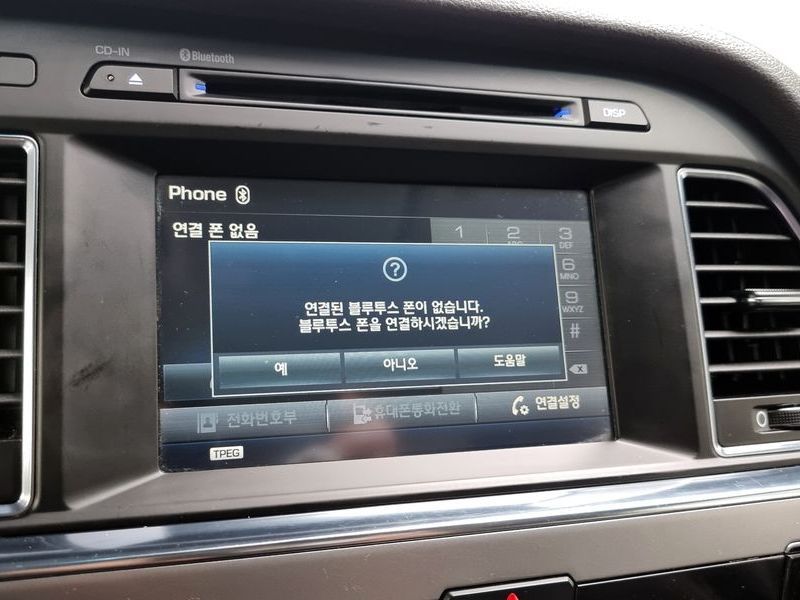 CD-IN
Bluetooth
DISP
Phone
연결 폰 없음
1 2 3
ABC DEF
6
MNO
9
WXYZ
#
?
연결된 블루투스 폰이 없습니다.
블루투스 폰을 연결하시겠습니까?
예 아니오 도움말
X
전화번호부 휴대폰통화전환 연결설정
TPEG
0